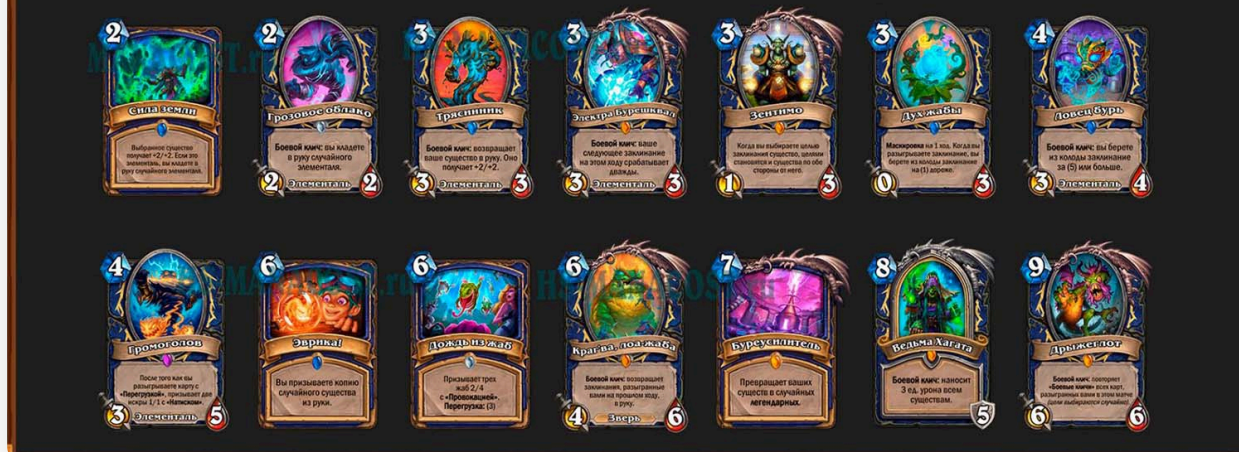 2
Сила земли
Выбранное существо
получает +2/+2. Если это
элементаль, вы кладете в
руку случайного элементаля.
2
Грозовое облако
Боевой клич: вы кладете
в руку случайного
элементаля.
2
Элементаль
2
3
Трясинник
Боевой клич: возвращает
ваше существо в руку. Оно
получает +2/+2.
3
Элементаль
3
3
Электра Бурешквал
Боевой клич: ваше
следующее заклинание
на этом ходу срабатывает
дважды.
3
Элементаль
3
3
Зентимо
Когда вы выбираете целью
заклинания существо, целями
становятся и существа по обе
стороны от него.
1
3
3
Дух жабы
Маскировка на 1 ход. Когда вы
разыгрываете заклинание, вы
берете из колоды заклинание
на (1) дороже.
0
3
4
Ловец бурь
Боевой клич: вы берете
из колоды заклинание
за (5) или больше.
3
Элементаль
4
4
Громоголов
После того как вы
разыгрываете карту с
«Перегрузкой», призывает две
искры 1/1 с «Натиском».
3
Элементаль
5
6
Эврика!
Вы призываете копию
случайного существа
из руки.
6
Дождь из жаб
Призывает трех
жаб 2/4
с «Провокацией».
Перегрузка: (3)
6
Краг'ва, лоа-жаба
Боевой клич: возвращает
заклинания, разыгранные
вами на прошлом ходу,
в руку.
4
Зверь
6
7
Буреусилитель
Превращает ваших
существ в случайных
легендарных.
8
Ведьма Хагата
Боевой клич: наносит
3 ед. урона всем
существам.
5
9
Дрыжеглот
Боевой клич: повторяет
«Боевые кличи» всех карт,
разыгранных вами в этом матче
(цели выбираются случайно).
6
6